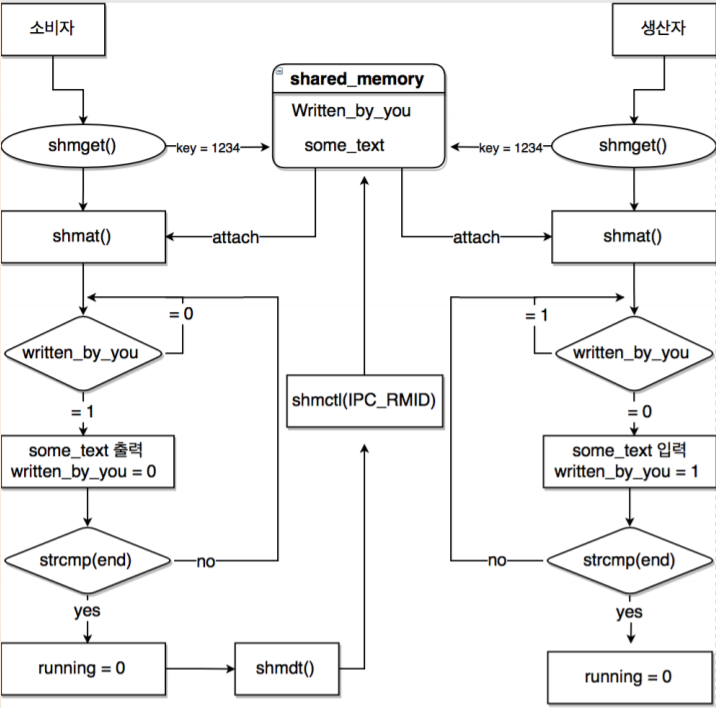 소비자
생산자
shared_memory
Written_by_you
some_text
shmget()
key = 1234
key = 1234
shmget()
shmat()
attach
attach
shmat()
= 0
= 1
written_by_you
written_by_you
= 1
shmctl(IPC_RMID)
= 0
some_text 출력
written_by_you = 0
some_text 입력
written_by_you = 1
strcmp(end)
no
no
strcmp(end)
yes
yes
running = 0
shmdt()
running = 0